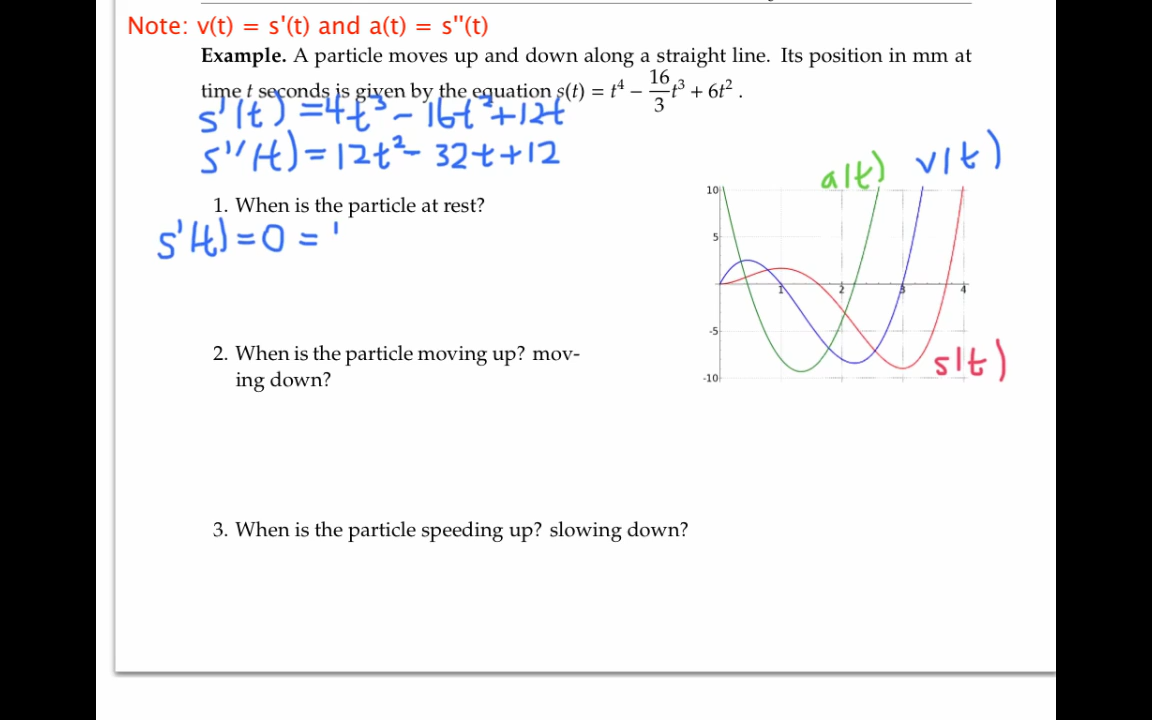 Note: v(t) = s'(t) and a(t) = s''(t)
Example. A particle moves up and down along a straight line. Its position in mm at
time t seconds is given by the equation s(t) = t⁴ − 16/3 t³ + 6t² .
s'(t) = 4t³ − 16t² + 12t
s''(t) = 12t² − 32t + 12
a(t) v(t)
1. When is the particle at rest?
s'(t) = 0 = '
10
5
1 2 3 4
-5
-10
s(t)
2. When is the particle moving up? mov-
ing down?
3. When is the particle speeding up? slowing down?